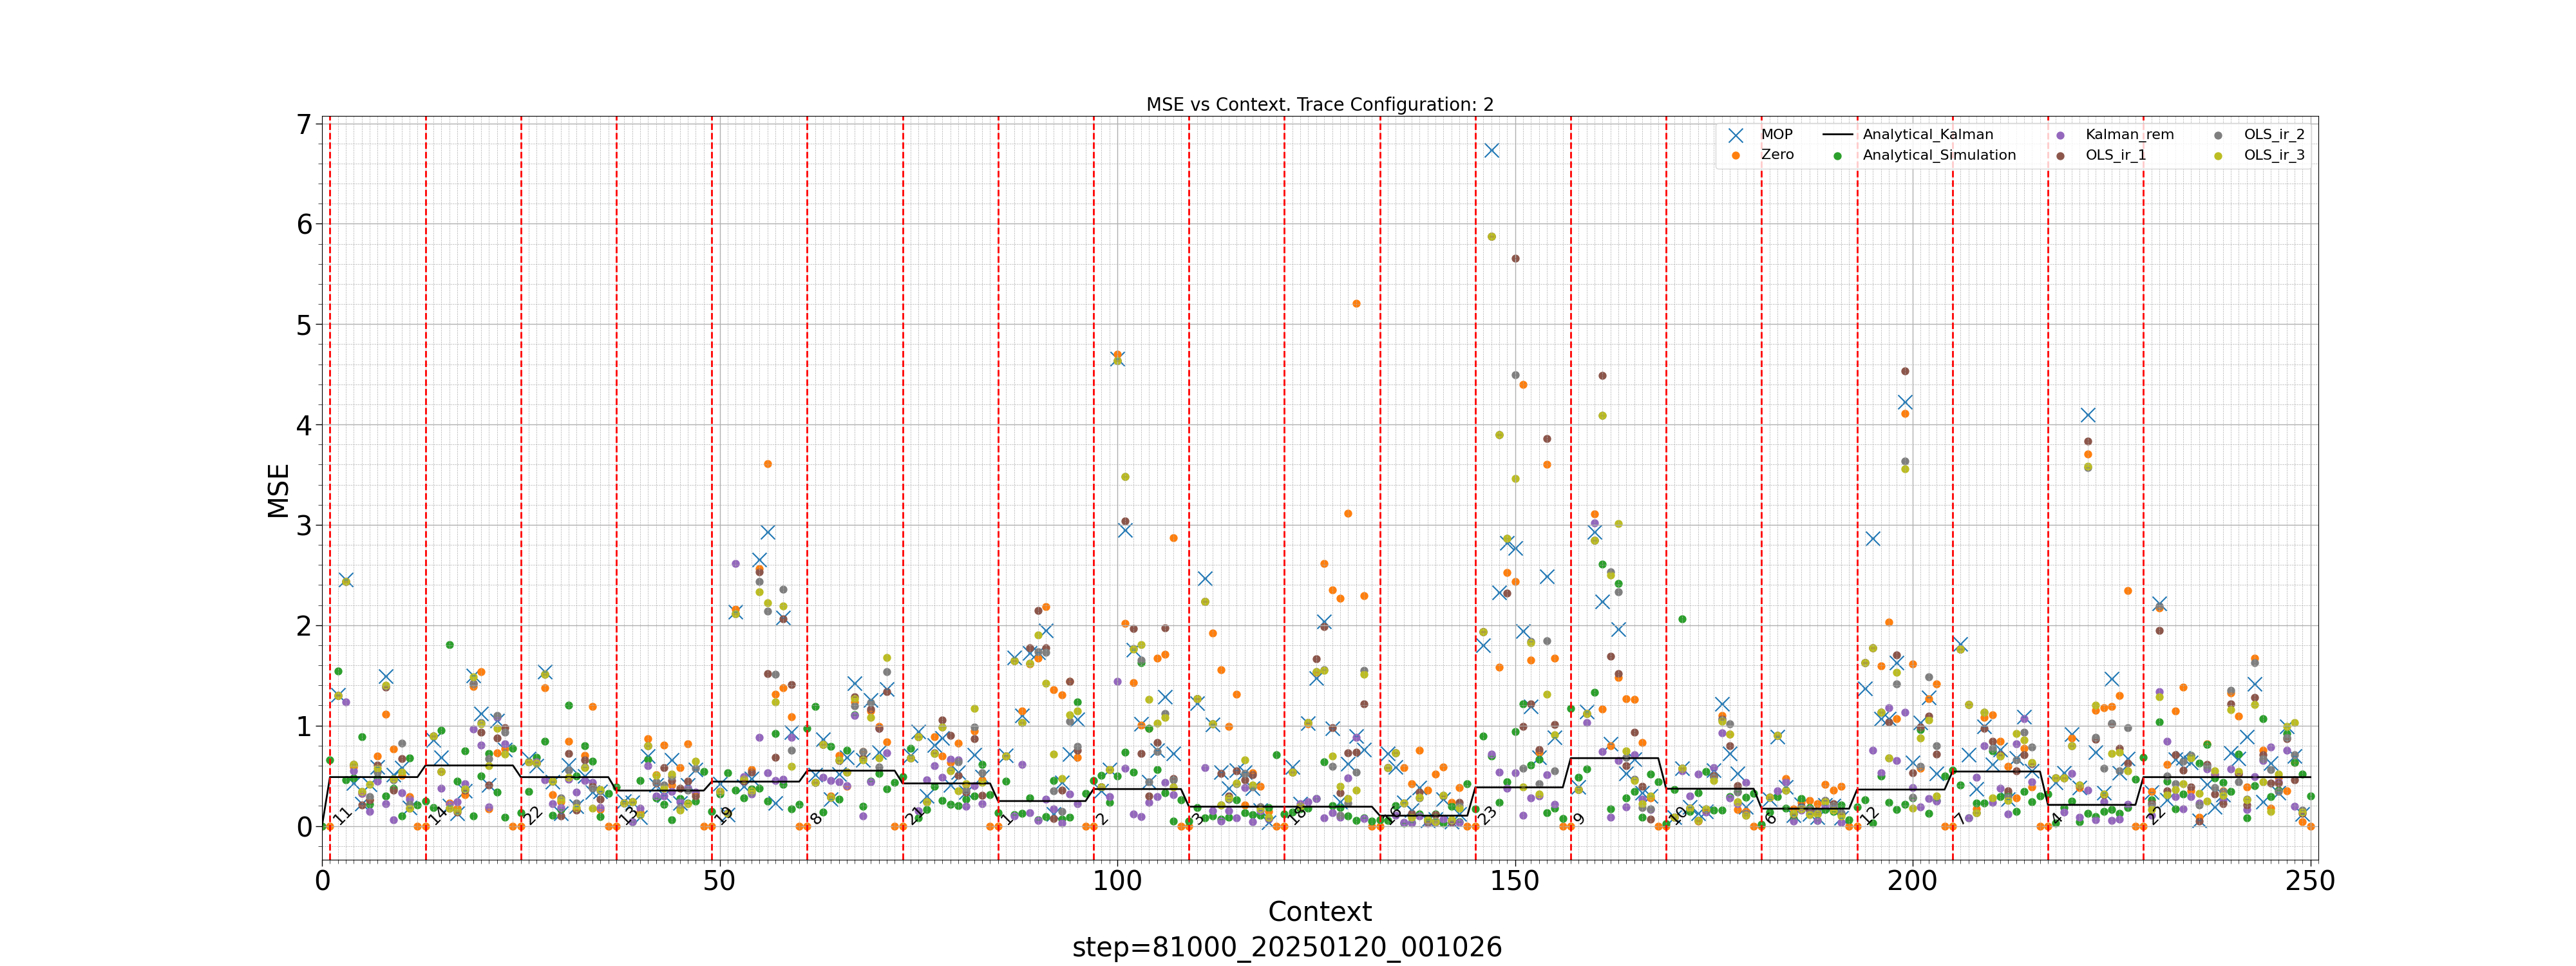 MSE vs Context. Trace Configuration: 2
MOP
Zero
Analytical_Kalman
Analytical_Simulation
Kalman_rem
OLS_ir_1
OLS_ir_2
OLS_ir_3
7
6
5
4
3
2
1
0
MSE
11 14 22 19 8 21 1 2 3 18 16 23 9 10 6 12 7 4 22
0 50 100 150 200 250
Context
step=81000_20250120_001026